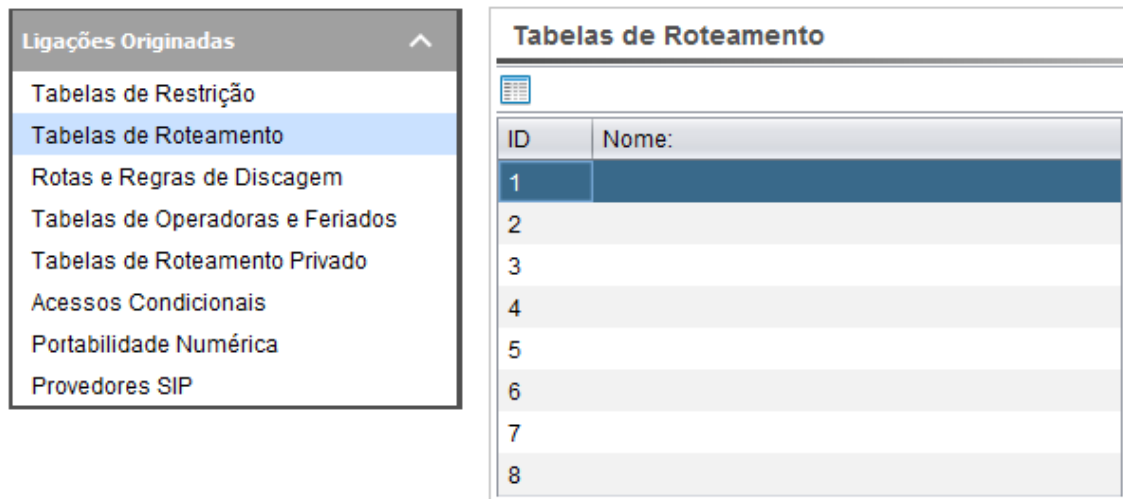 Ligações Originadas
Tabelas de Restrição
Tabelas de Roteamento
Rotas e Regras de Discagem
Tabelas de Operadoras e Feriados
Tabelas de Roteamento Privado
Acessos Condicionais
Portabilidade Numérica
Provedores SIP
Tabelas de Roteamento
ID Nome:
1
2
3
4
5
6
7
8